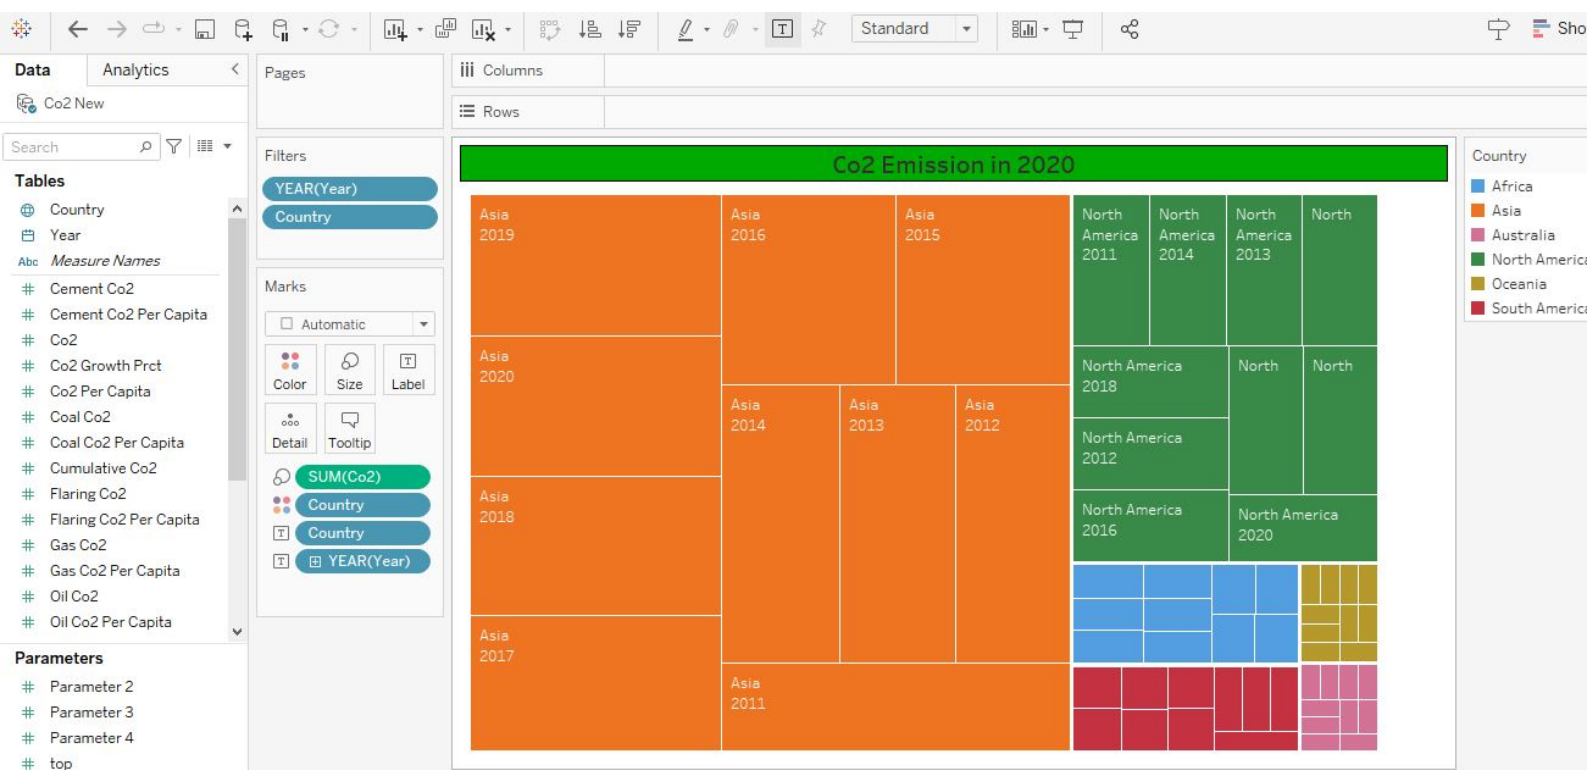 Standard
Sho
Data
Analytics
Co2 New
Search
Tables
Country
Year
Abc Measure Names
# Cement Co2
# Cement Co2 Per Capita
# Co2
# Co2 Growth Prct
# Co2 Per Capita
# Coal Co2
# Coal Co2 Per Capita
# Cumulative Co2
# Flaring Co2
# Flaring Co2 Per Capita
# Gas Co2
# Gas Co2 Per Capita
# Oil Co2
# Oil Co2 Per Capita
Parameters
# Parameter 2
# Parameter 3
# Parameter 4
# top
Pages
Filters
YEAR(Year)
Country
Marks
Automatic
Color
Size
T
Label
Detail
Tooltip
SUM(Co2)
Country
T Country
T YEAR(Year)
iii Columns
Rows
Co2 Emission in 2020
Asia
2019
Asia
2020
Asia
2018
Asia
2017
Asia
2016
Asia
2015
Asia
2014
Asia
2013
Asia
2012
Asia
2011
North
America
2011
North
America
2014
North
America
2013
North
North America
2018
North America
2012
North America
2016
North
North
North America
2020
Country
Africa
Asia
Australia
North America
Oceania
South America